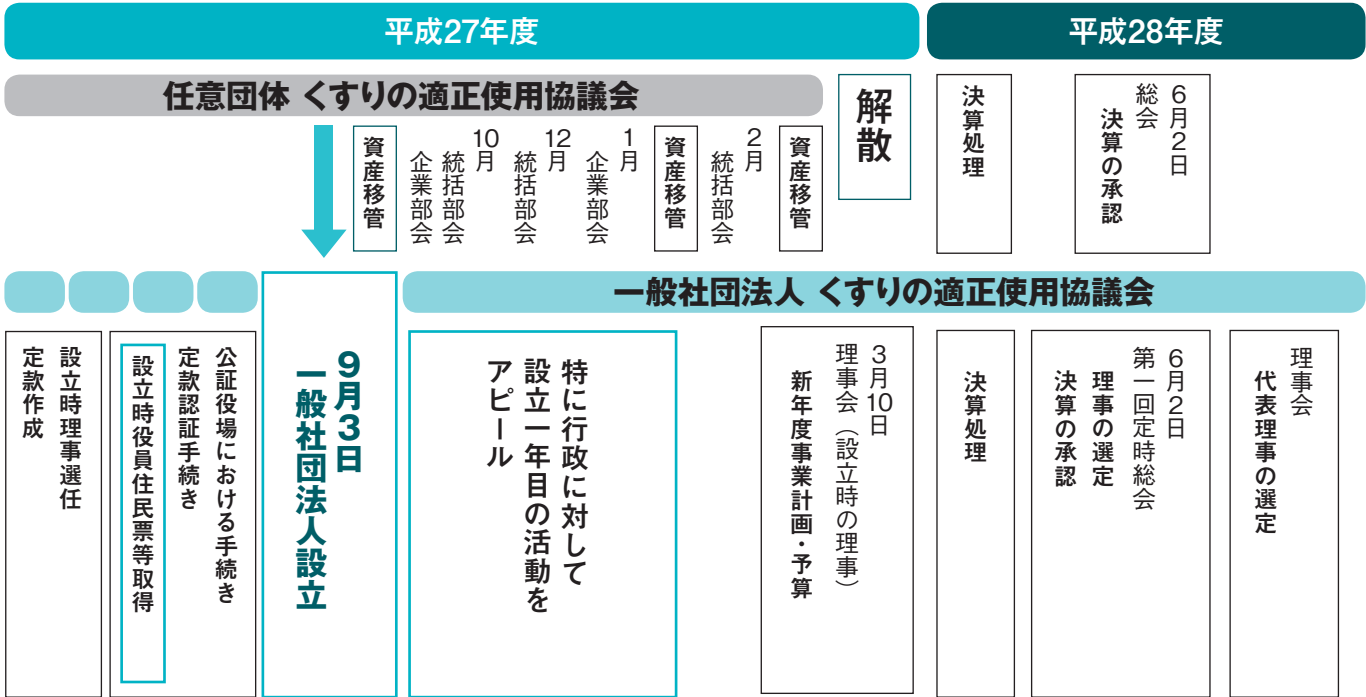 平成27年度
平成28年度
任意団体 くすりの適正使用協議会
資産移管
10月
統括部会
企業部会
12月
統括部会
1月
企業部会
資産移管
2月
統括部会
資産移管
解散
決算処理
6月2日
総会
決算の承認
一般社団法人 くすりの適正使用協議会
設立時理事選任
定款作成
公証役場における手続き
定款認証手続き
設立時役員住民票等取得
9月3日
一般社団法人設立
特に行政に対して
設立一年目の活動を
アピール
3月10日
理事会（設立時の理事）
新年度事業計画・予算
決算処理
6月2日
第一回定時総会
理事の選定
決算の承認
理事会
代表理事の選定